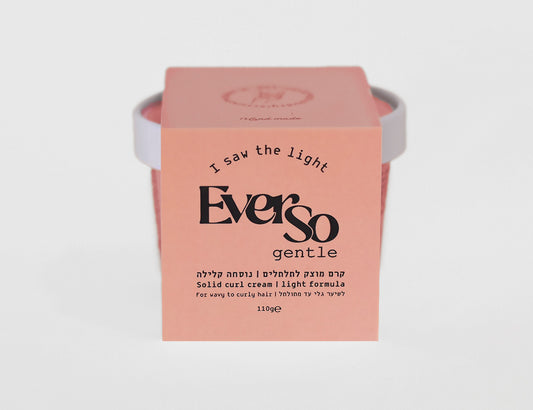 Hand made
I saw the light
EverSo
gentle
קרם מוצק לתלתלים | נוסחה קלילה
Solid curl cream | light formula
For wavy to curly hair | לשיער גלי עד מתולתל
110g℮